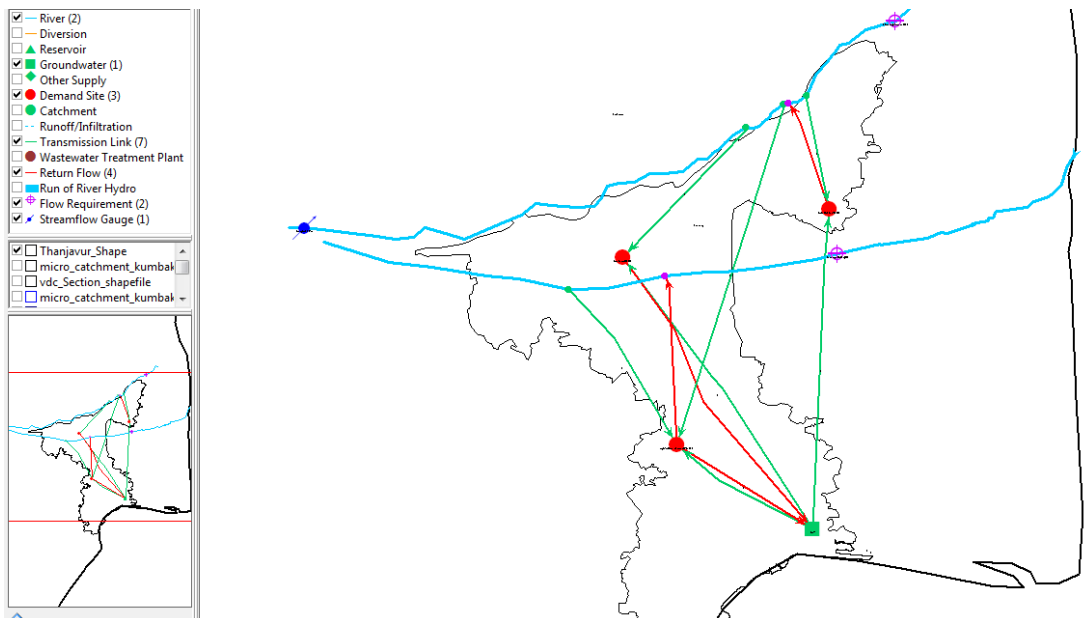 River (2)
Diversion
Reservoir
Groundwater (1)
Other Supply
Demand Site (3)
Catchment
Runoff/Infiltration
Transmission Link (7)
Wastewater Treatment Plant
Return Flow (4)
Run of River Hydro
Flow Requirement (2)
Streamflow Gauge (1)
Thanjavur_Shape
micro_catchment_kumbak
vdc_Section_shapefile
micro_catchment_kumbak